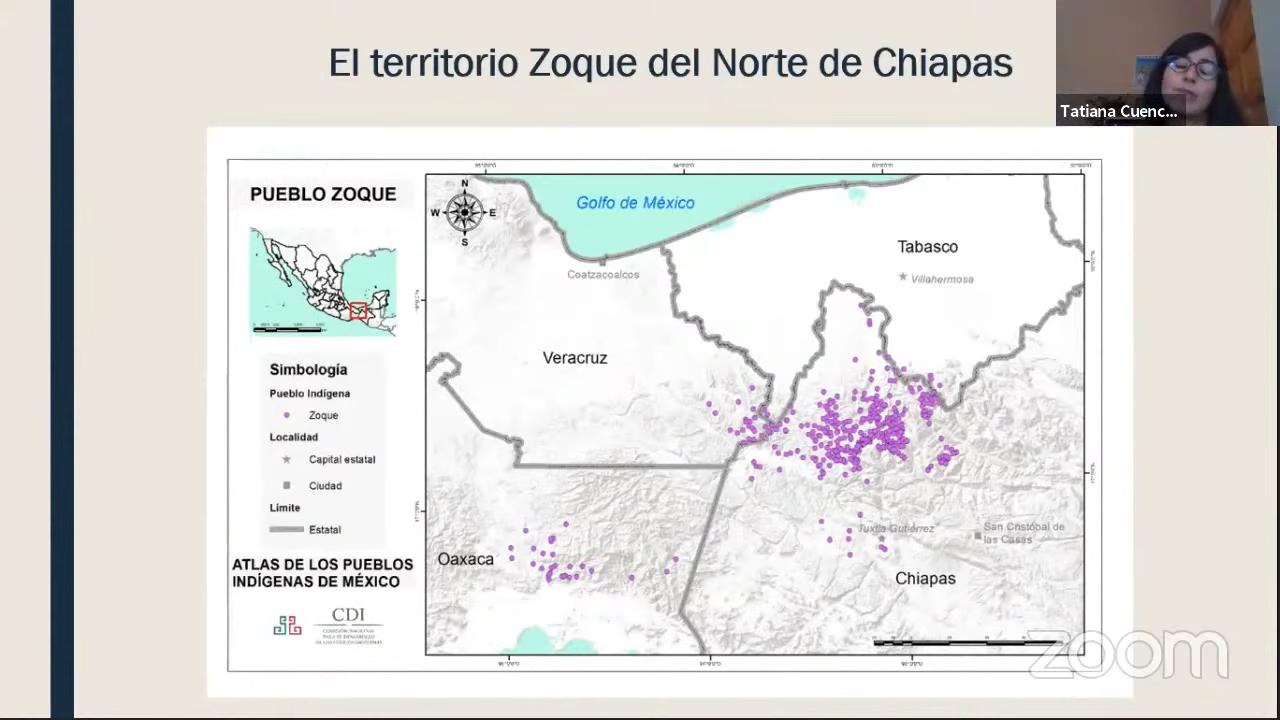 El territorio Zoque del Norte de Chiapas
Tatiana Cuenc...
PUEBLO ZOQUE
N
W
E
S
Golfo de México
Coatzacoalcos
Tabasco
Villahermosa
Veracruz
Simbología
Pueblo Indígena
Zoque
Localidad
Capital estatal
Ciudad
Límite
Estatal
Oaxaca
Tuxtla Gutiérrez
San Cristóbal de
las Casas
Chiapas
ATLAS DE LOS PUEBLOS
INDÍGENAS DE MÉXICO
CDI
zoom